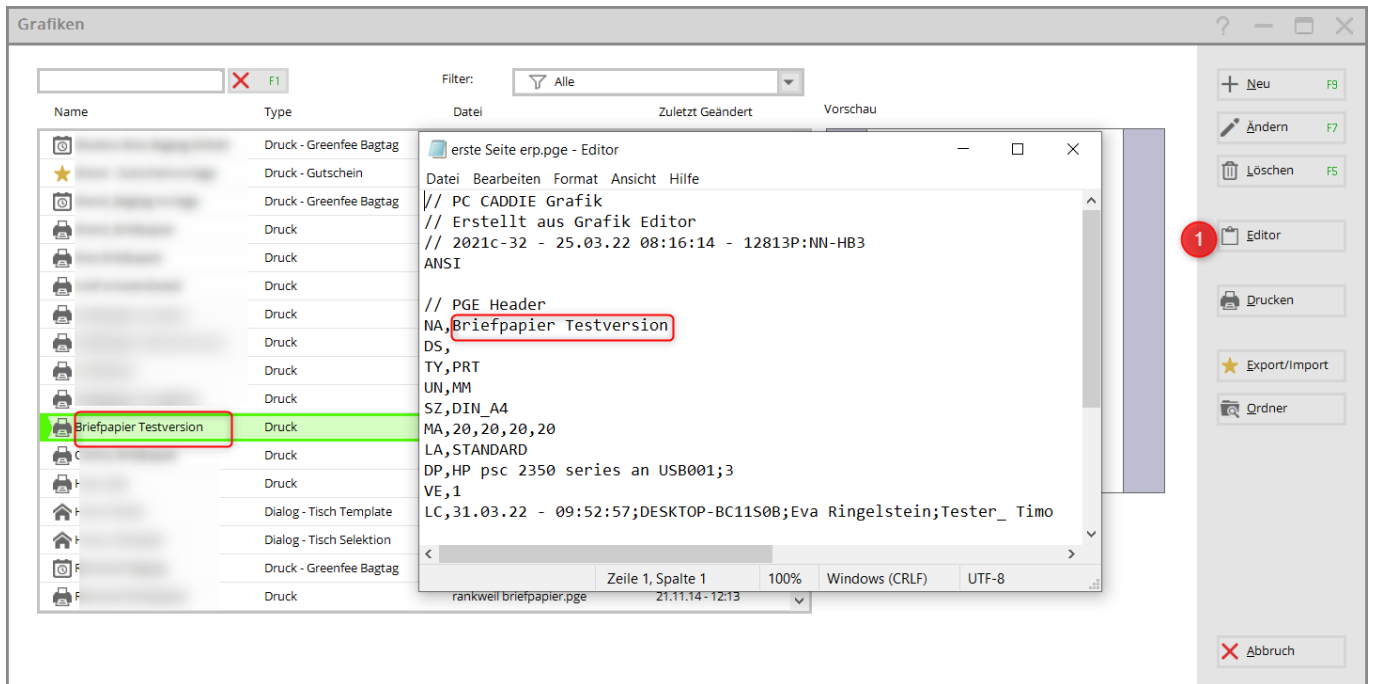 Grafiken
F1
Filter:
Alle
Name
Type
Datei
Zuletzt Geändert
Vorschau
Druck - Greenfee Bagtag
Druck - Gutschein
Druck - Greenfee Bagtag
Druck
Druck
Druck
Druck
Druck
Druck
Druck
Briefpapier Testversion
Druck
Druck
Druck
Dialog - Tisch Template
Dialog - Tisch Selektion
Druck - Greenfee Bagtag
Druck
rankweil briefpapier.pge
21.11.14 - 12:13
erste Seite erp.pge - Editor
Datei Bearbeiten Format Ansicht Hilfe
// PC CADDIE Grafik
// Erstellt aus Grafik Editor
// 2021c-32 - 25.03.22 08:16:14 - 12813P:NN-HB3
ANSI
// PGE Header
NA,Briefpapier Testversion
DS,
TY,PRT
UN,MM
SZ,DIN_A4
MA,20,20,20,20
LA,STANDARD
DP,HP psc 2350 series an USB001;3
VE,1
LC,31.03.22 - 09:52:57;DESKTOP-BC11S0B;Eva Ringelstein;Tester_ Timo
Zeile 1, Spalte 1
100%
Windows (CRLF)
UTF-8
Neu F9
Ändern F7
Löschen F5
1
Editor
Drucken
Export/Import
Ordner
Abbruch